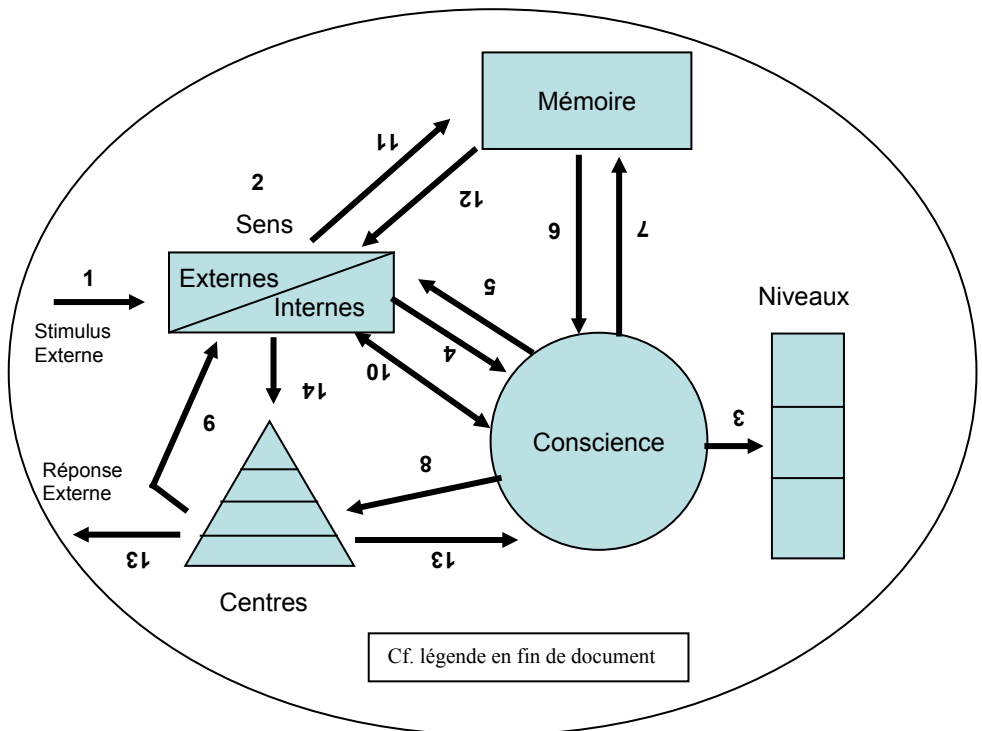 Mémoire
11
2
12
Sens
6
7
Externes
1
5
Niveaux
Internes
Stimulus
Externe
4
10
14
3
9
Conscience
8
Réponse
Externe
13
13
Centres
Cf. légende en fin de document